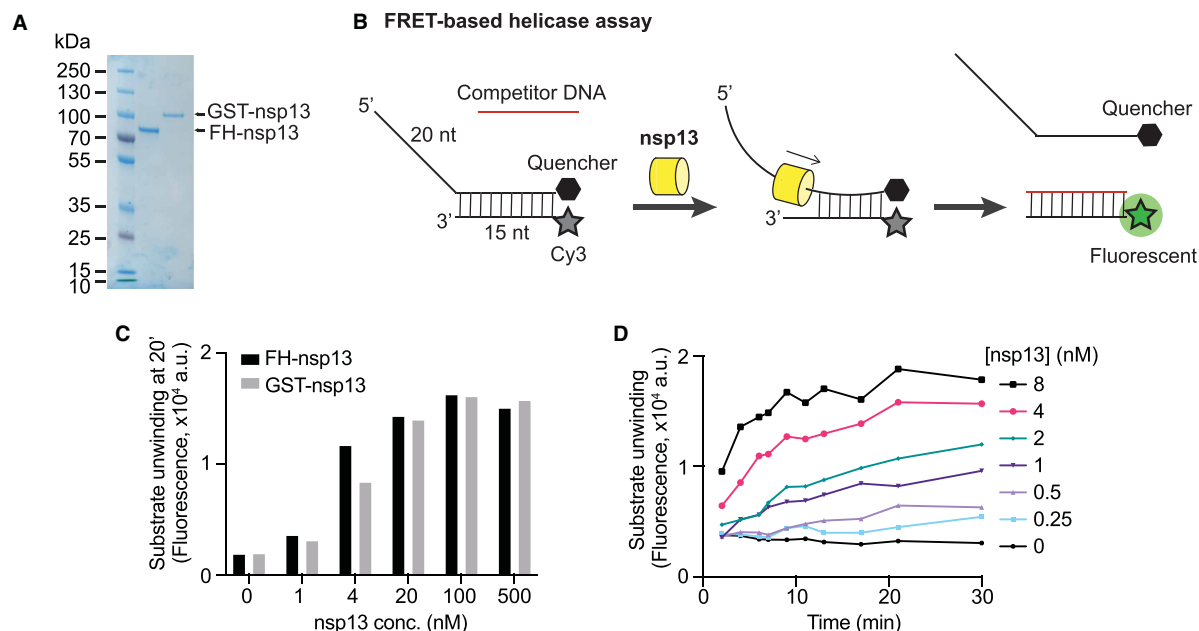 A
kDa
250
130
100
70
55
35
25
15
10
GST-nsp13
FH-nsp13
B FRET-based helicase assay
5’
20 nt
Competitor DNA
Quencher
3’
15 nt
Cy3
nsp13
5’
3’
Quencher
Fluorescent
C
Substrate unwinding at 20’
(Fluorescence, x10⁴ a.u.)
FH-nsp13
GST-nsp13
2
1
0
0 1 4 20 100 500
nsp13 conc. (nM)
D
Substrate unwinding
(Fluorescence, x10⁴ a.u.)
2
1
0
0 10 20 30
Time (min)
[nsp13] (nM)
8
4
2
1
0.5
0.25
0